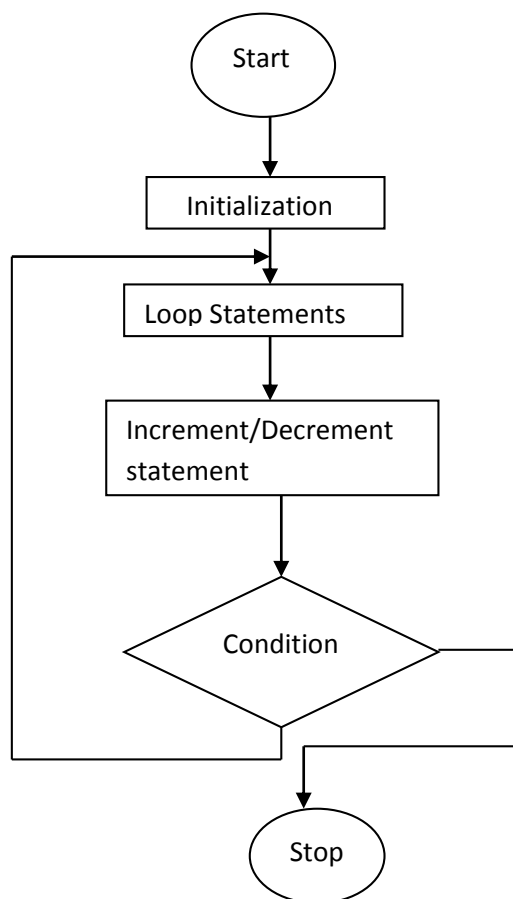 Start
Initialization
Loop Statements
Increment/Decrement
statement
Condition
Stop